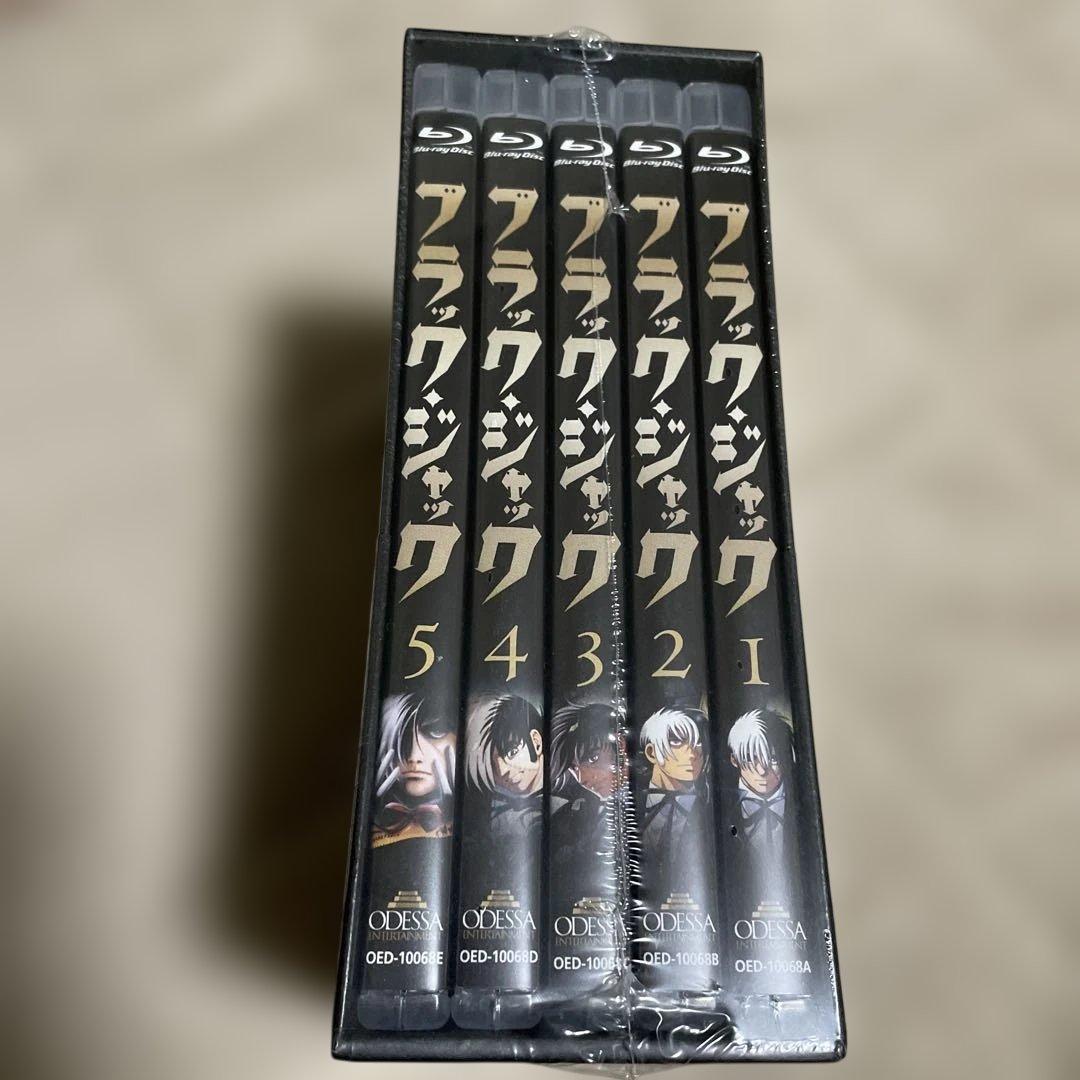 Blu-ray Disc
ブラック・ジャック
5
ODESSA
ENTERTAINMENT
OED-10068E
Blu-ray Disc
ブラック・ジャック
4
ODESSA
ENTERTAINMENT
OED-10068D
Blu-ray Disc
ブラック・ジャック
3
ODESSA
ENTERTAINMENT
OED-10068C
Blu-ray Disc
ブラック・ジャック
2
ODESSA
ENTERTAINMENT
OED-10068B
Blu-ray Disc
ブラック・ジャック
1
ODESSA
ENTERTAINMENT
OED-10068A